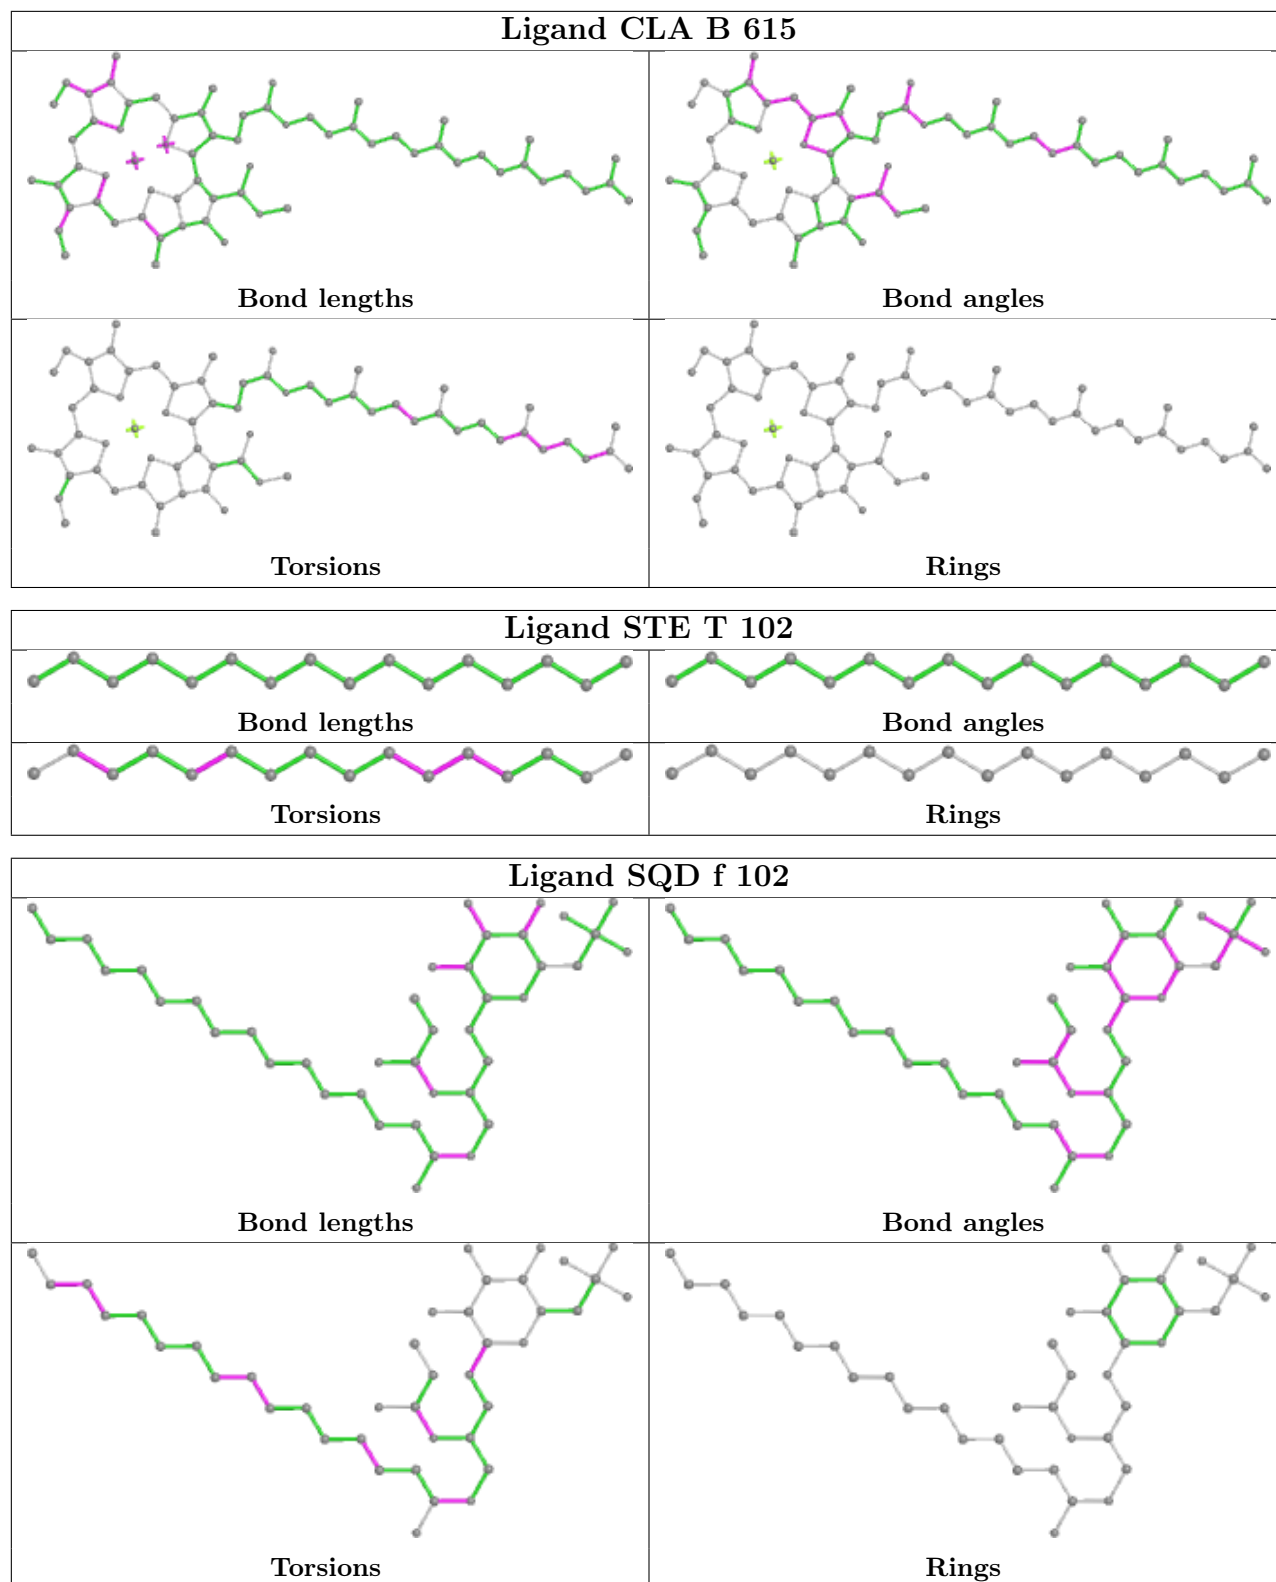 Ligand CLA B 615
Bond lengths
Bond angles
Torsions
Rings
Ligand STE T 102
Bond lengths
Bond angles
Torsions
Rings
Ligand SQD f 102
Bond lengths
Bond angles
Torsions
Rings